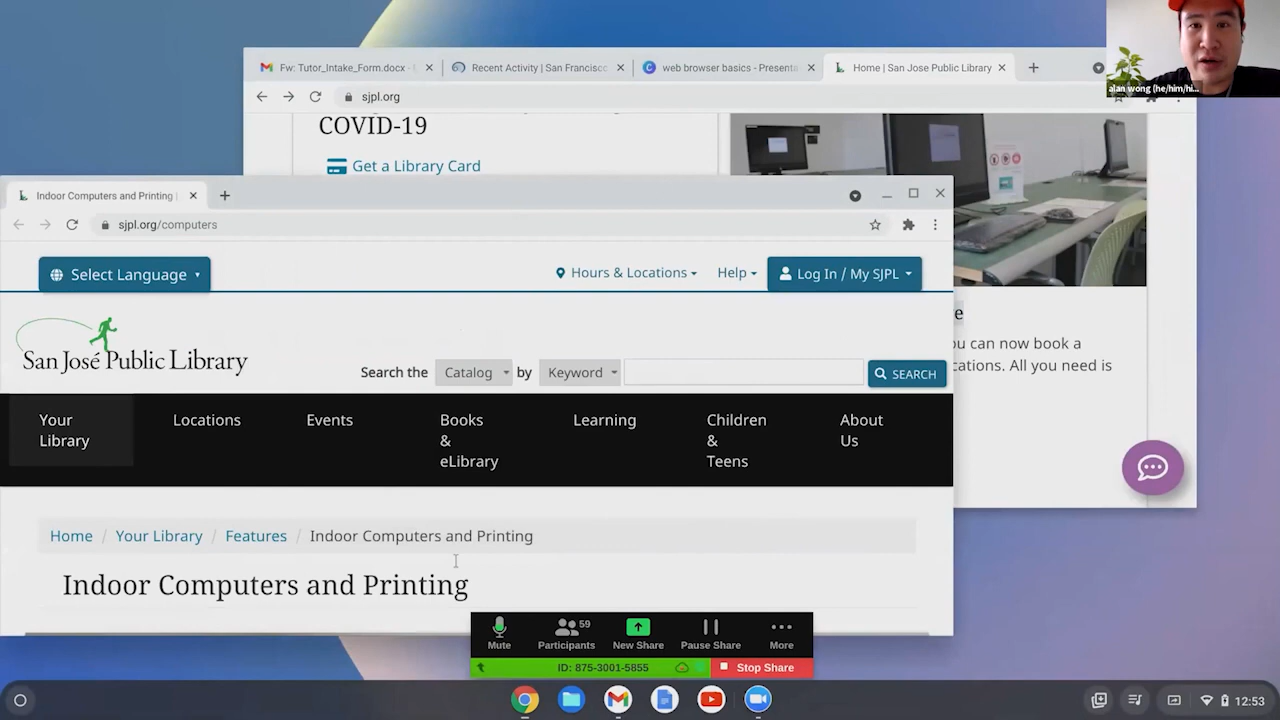 Fw: Tutor_Intake_Form.docx -
Recent Activity | San Francisco
web browser basics - Presenta
Home | San Jose Public Library
sjpl.org
alan wong (he/him/hi...
COVID-19
Get a Library Card
Indoor Computers and Printing |
sjpl.org/computers
Select Language
Hours & Locations
Help
Log In / My SJPL
San José Public Library
Search the Catalog by Keyword
SEARCH
ou can now book a
cations. All you need is
Your Library
Locations
Events
Books & eLibrary
Learning
Children & Teens
About Us
Home / Your Library / Features / Indoor Computers and Printing
Indoor Computers and Printing
Mute
Participants 59
New Share
Pause Share
More
ID: 875-3001-5855
Stop Share
12:53